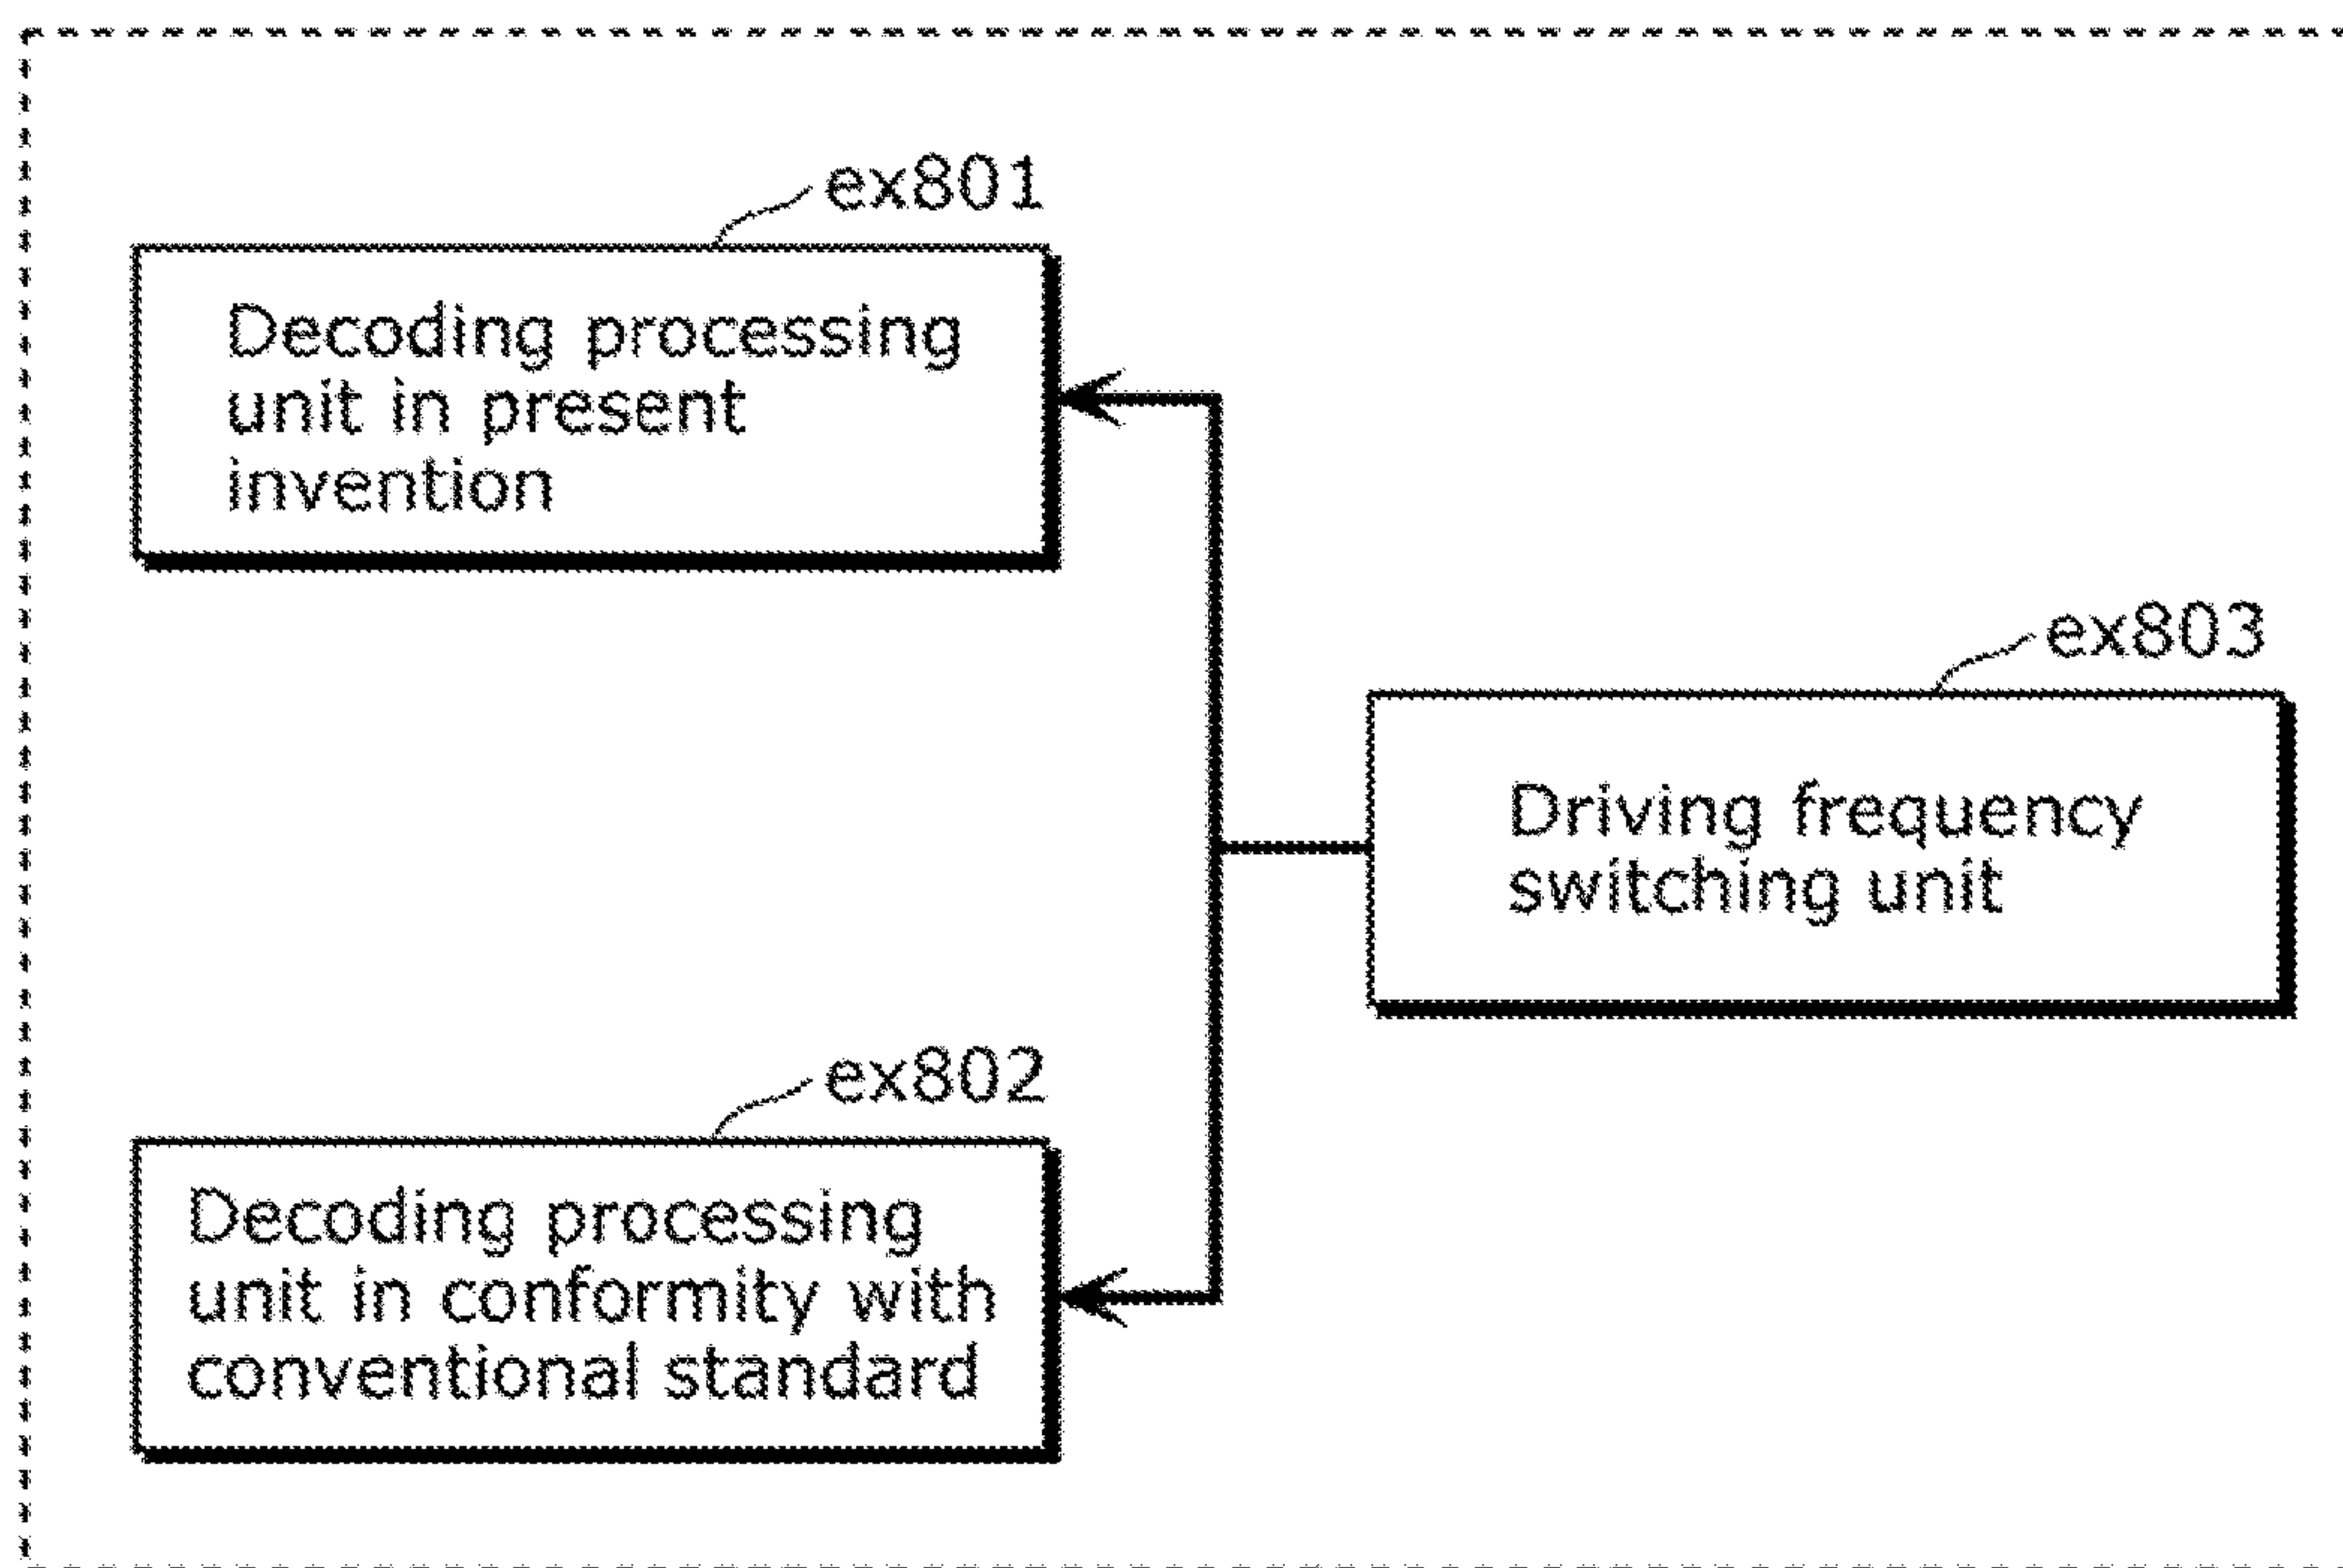 ex801
Decoding processing
unit in present
invention
ex803
Driving frequency
switching unit
ex802
Decoding processing
unit in conformity with
conventional standard